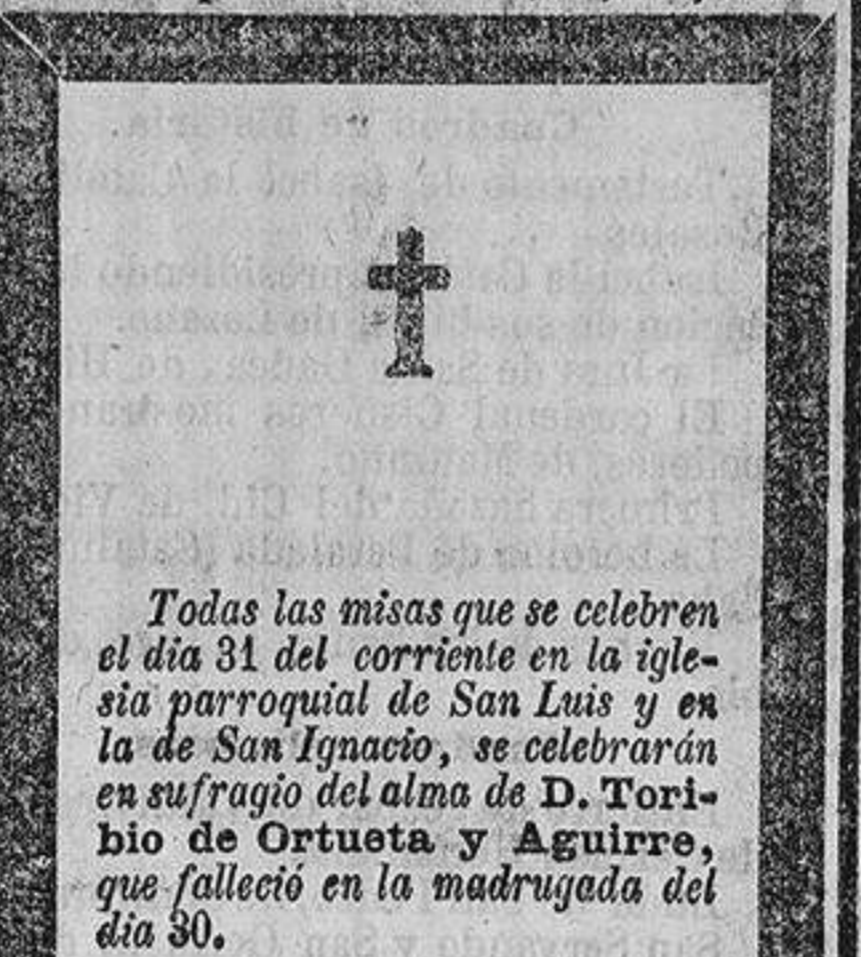 Todas las misas que se celebren
el dia 31 del corriente en la igle-
sia parroquial de San Luis y en
la de San Ignacio, se celebrarán
en sufragio del alma de D. Tori-
bio de Ortueta y Aguirre,
que falleció en la madrugada del
dia 30.